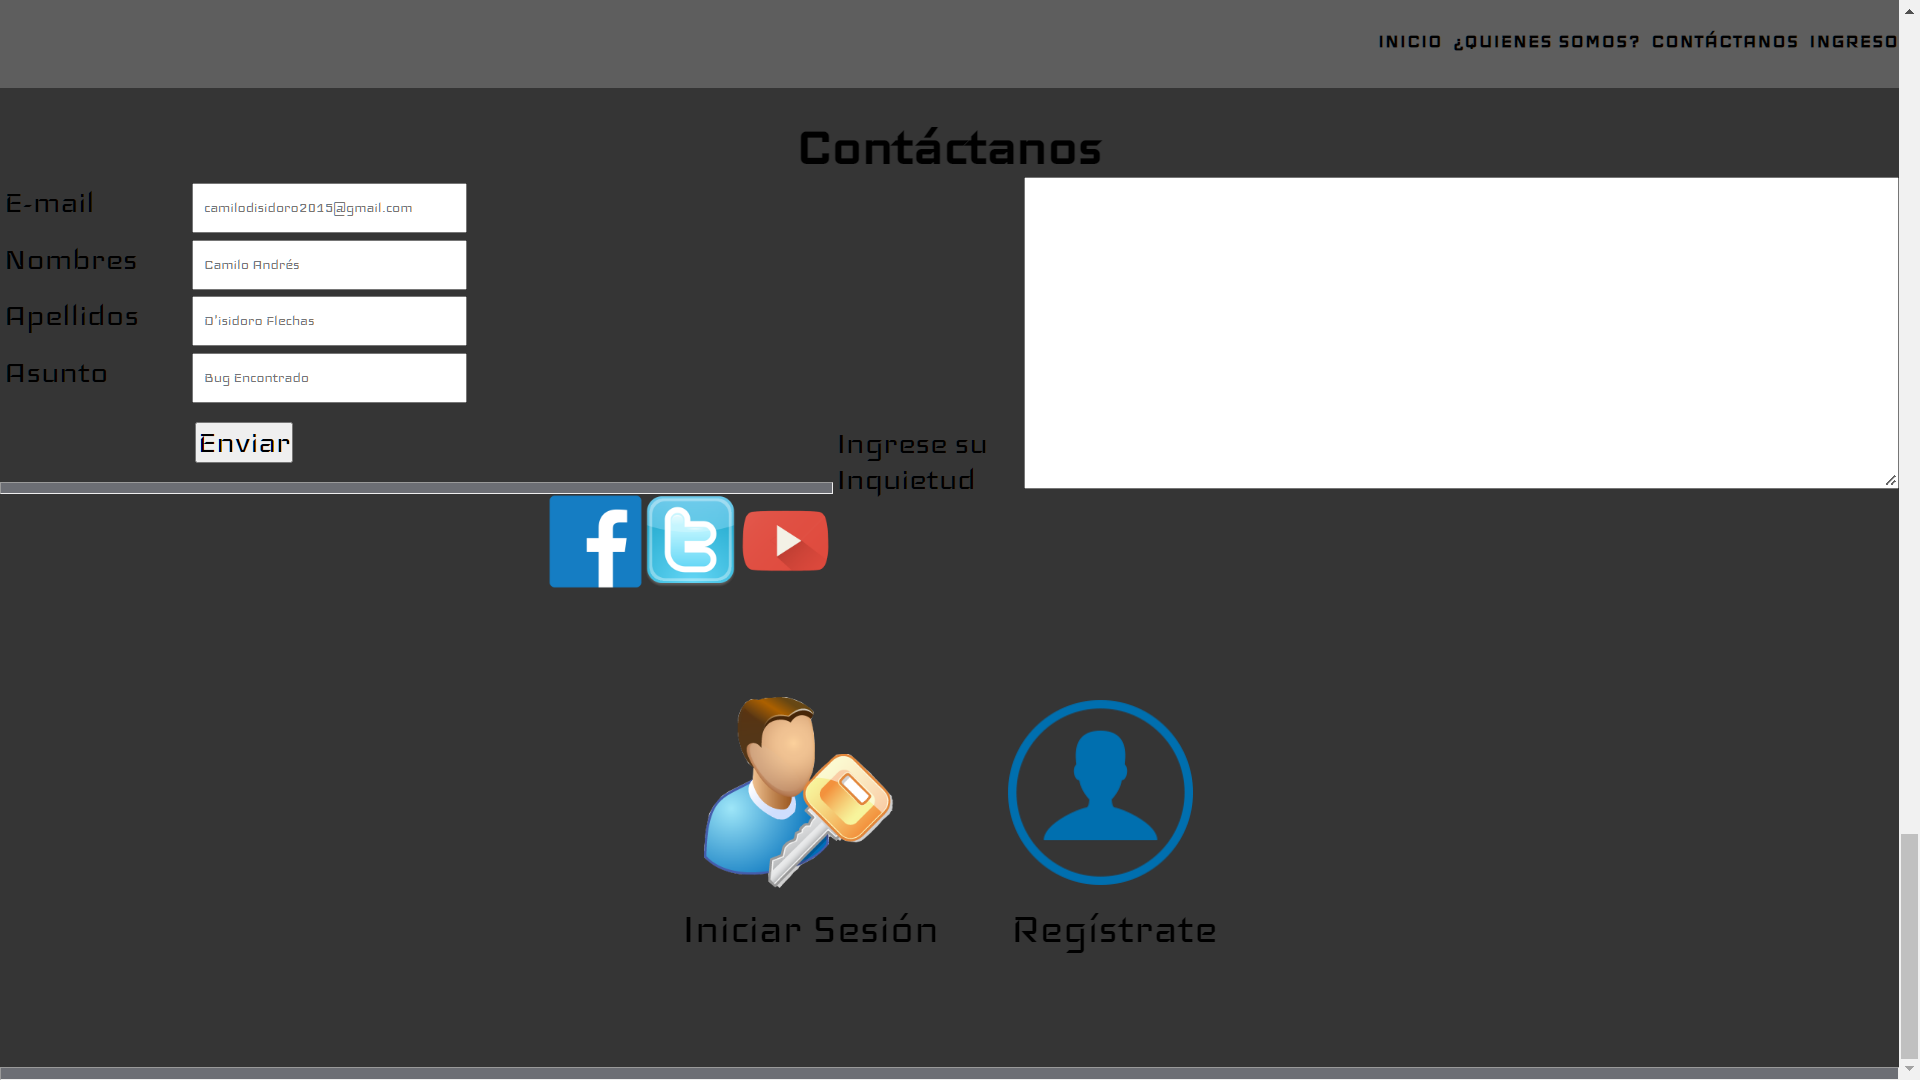 INICIO ¿QUIENES SOMOS? CONTÁCTANOS INGRESO
Contáctanos
E-mail
camilodisidoro2015@gmail.com
Nombres
Camilo Andrés
Apellidos
D'isidoro Flechas
Asunto
Bug Encontrado
Enviar
Ingrese su
Inquietud
Iniciar Sesión
Regístrate